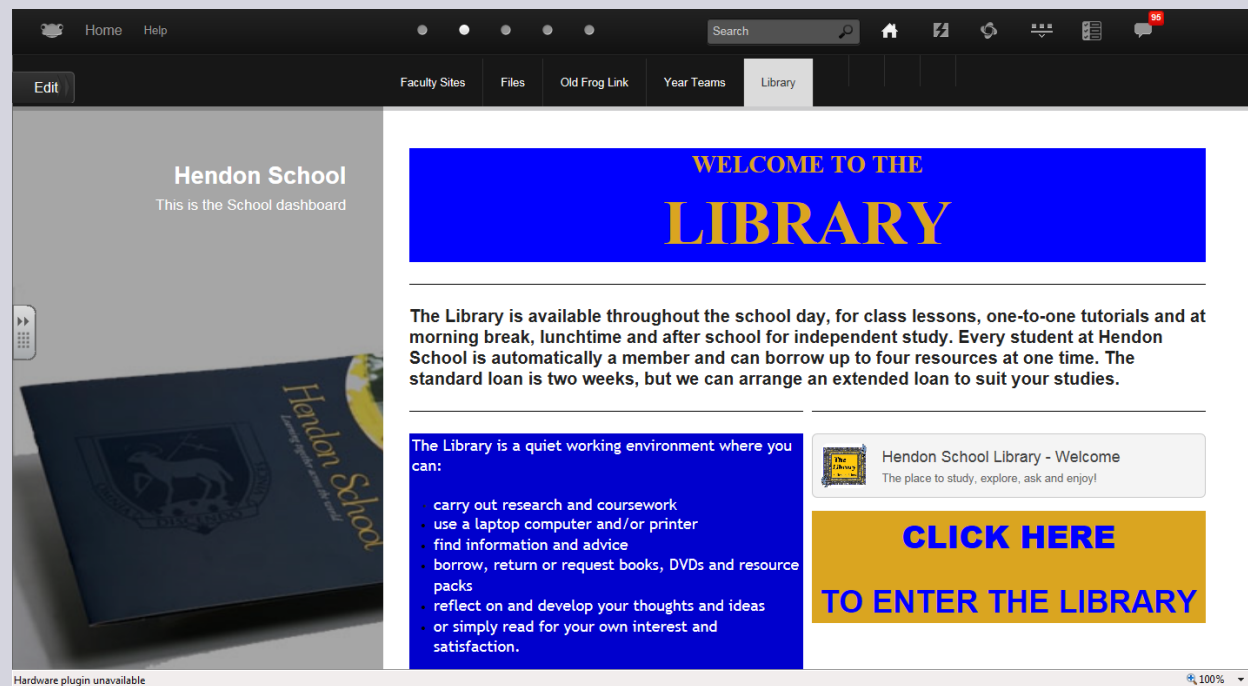 Home Help
Search
95
Edit
Faculty Sites Files Old Frog Link Year Teams Library
Hendon School
This is the School dashboard
WELCOME TO THE
LIBRARY
The Library is available throughout the school day, for class lessons, one-to-one tutorials and at
morning break, lunchtime and after school for independent study. Every student at Hendon
School is automatically a member and can borrow up to four resources at one time. The
standard loan is two weeks, but we can arrange an extended loan to suit your studies.
The Library is a quiet working environment where you
can:
carry out research and coursework
use a laptop computer and/or printer
find information and advice
borrow, return or request books, DVDs and resource
packs
reflect on and develop your thoughts and ideas
or simply read for your own interest and
satisfaction.
The
Library
Hendon School Library - Welcome
The place to study, explore, ask and enjoy!
CLICK HERE
TO ENTER THE LIBRARY
Hendon School
Learning together across the world
Hardware plugin unavailable
100%